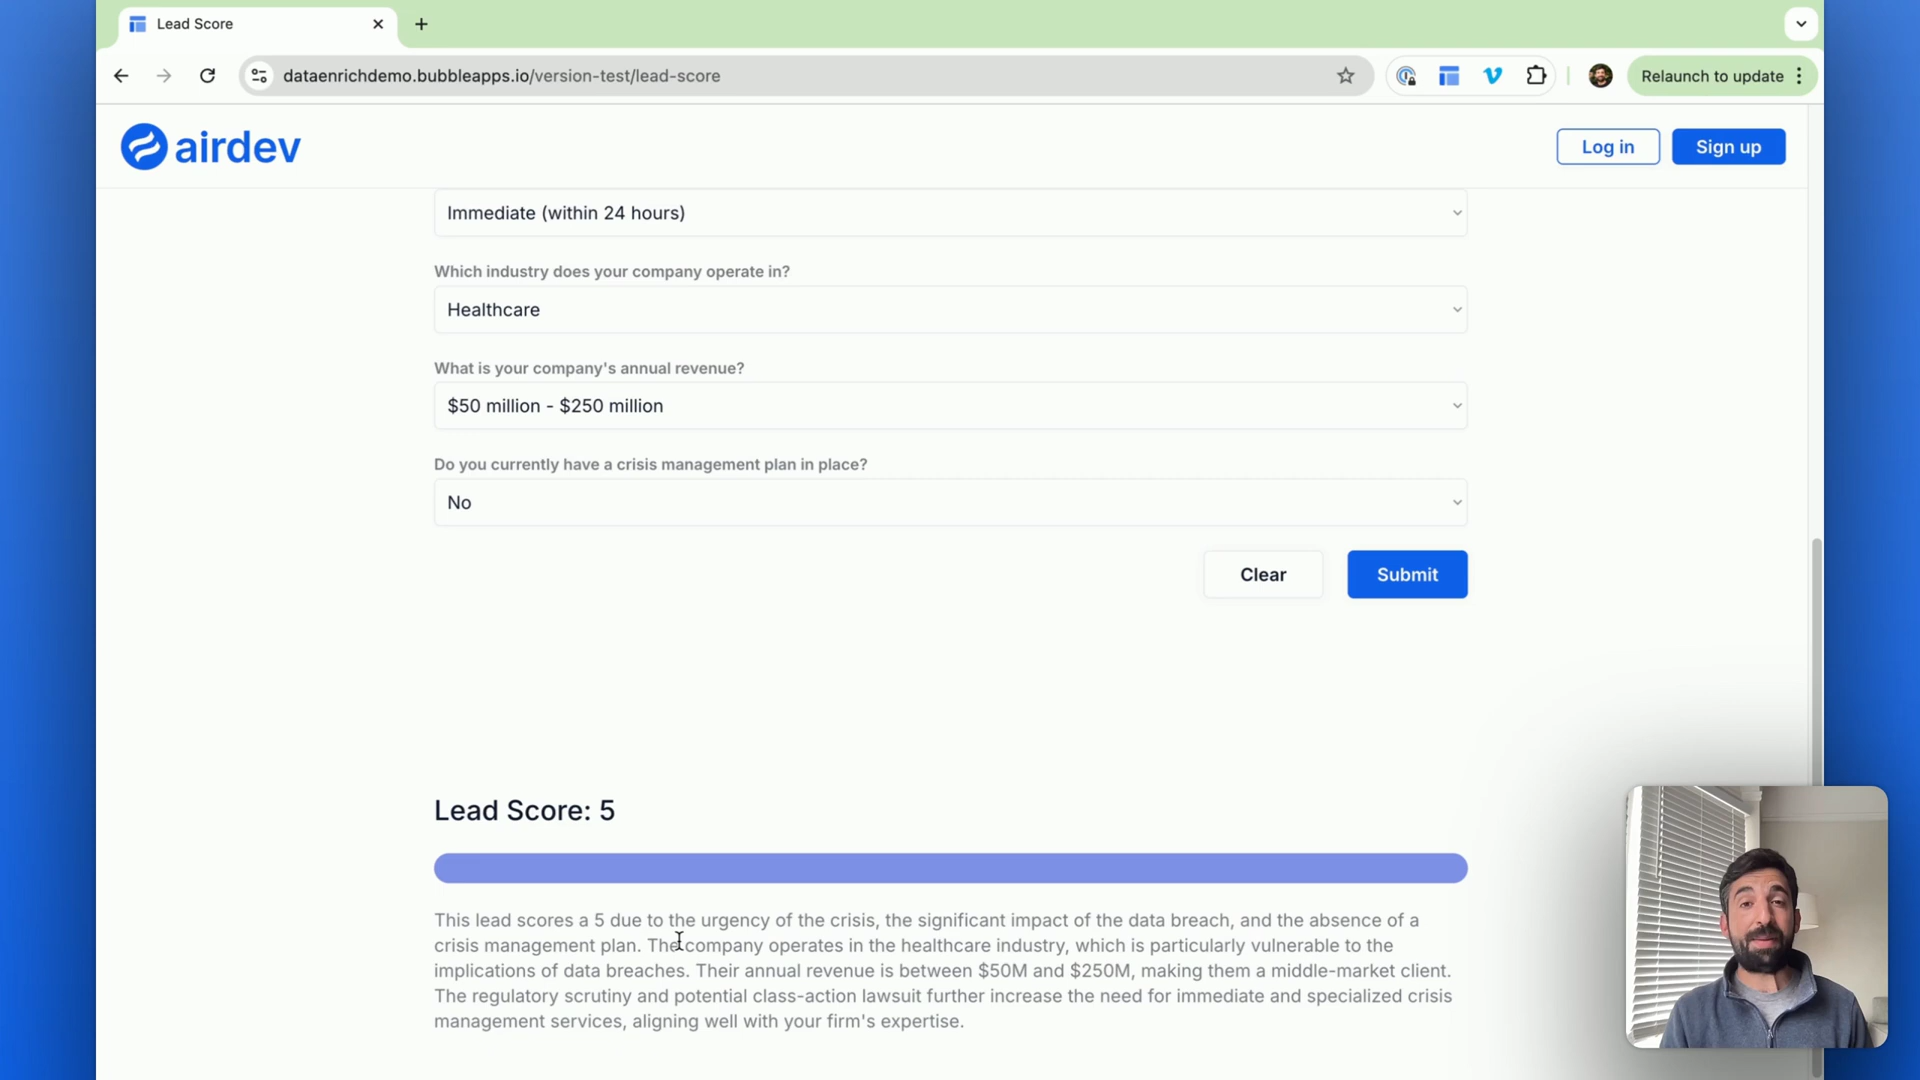 Lead Score
dataenrichdemo.bubbleapps.io/version-test/lead-score
Relaunch to update
airdev
Log in
Sign up
Immediate (within 24 hours)
Which industry does your company operate in?
Healthcare
What is your company's annual revenue?
$50 million - $250 million
Do you currently have a crisis management plan in place?
No
Clear
Submit
Lead Score: 5
This lead scores a 5 due to the urgency of the crisis, the significant impact of the data breach, and the absence of a
crisis management plan. The company operates in the healthcare industry, which is particularly vulnerable to the
implications of data breaches. Their annual revenue is between $50M and $250M, making them a middle-market client.
The regulatory scrutiny and potential class-action lawsuit further increase the need for immediate and specialized crisis
management services, aligning well with your firm's expertise.